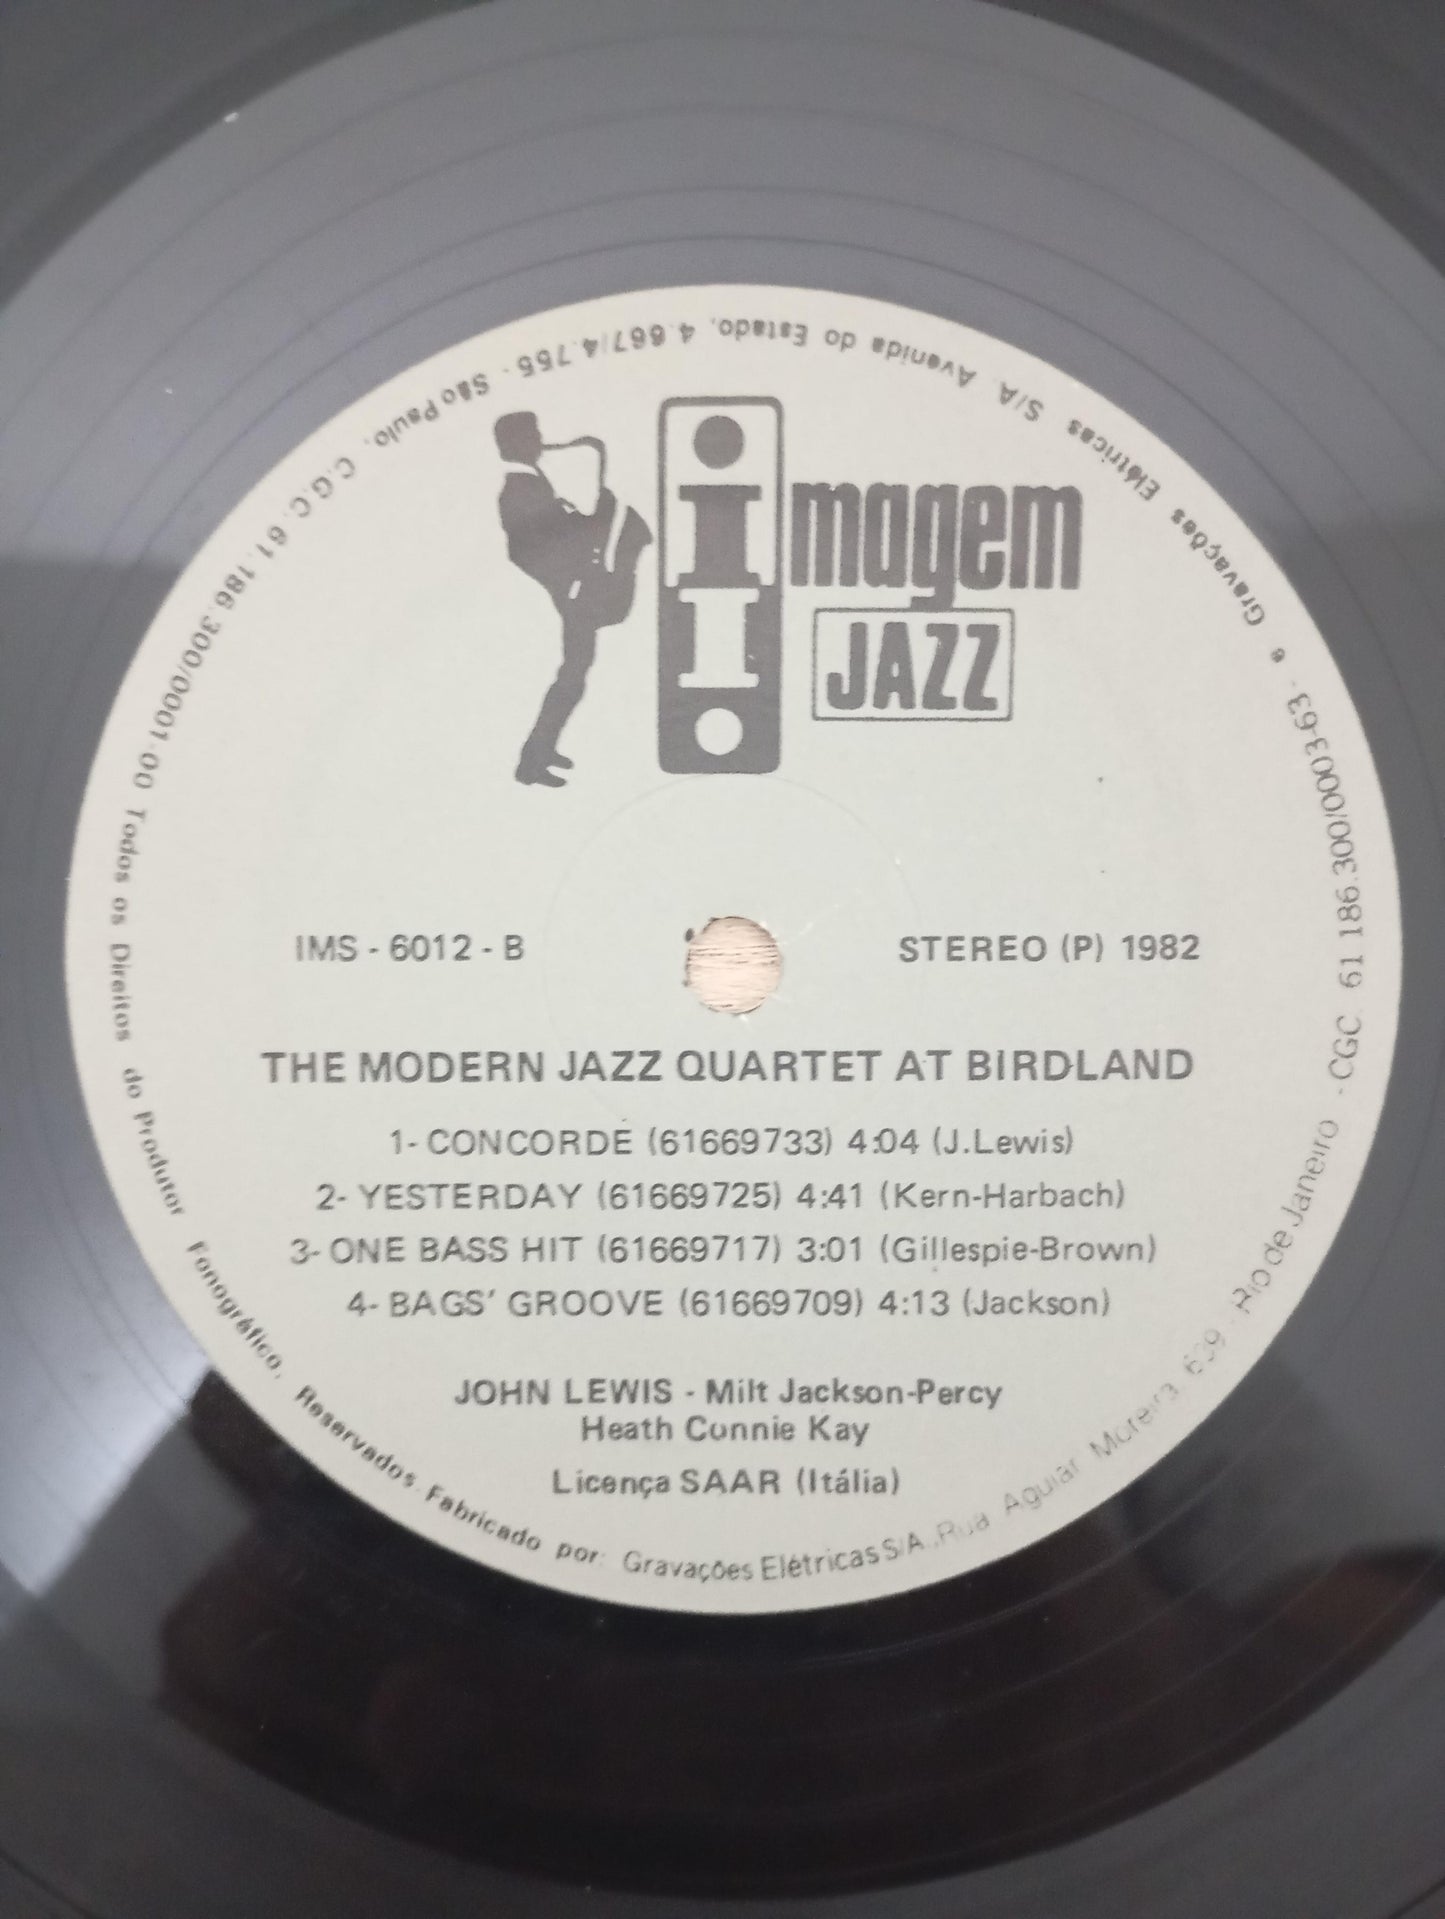 imagem
JAZZ
IMS - 6012 - B
STEREO (P) 1982
THE MODERN JAZZ QUARTET AT BIRDLAND
1- CONCORDE (61669733) 4:04 (J.Lewis)
2- YESTERDAY (61669725) 4:41 (Kern-Harbach)
3- ONE BASS HIT (61669717) 3:01 (Gillespie-Brown)
4- BAGS' GROOVE (61669709) 4:13 (Jackson)
JOHN LEWIS - Milt Jackson-Percy
Heath Connie Kay
Licença SAAR (Itália)
Todos os Direitos do Produtor Fonográfico, Reservados. Fabricado por: Gravações Elétricas S/A., Rua Aguiar Moreira 639 - Rio de Janeiro - CGC. 61 186.300/0003-63 - e Gravações Elétricas S/A. Avenida do Estado, 4.667/4.755 - São Paulo, C.G.C. 61.186.300/0001-00